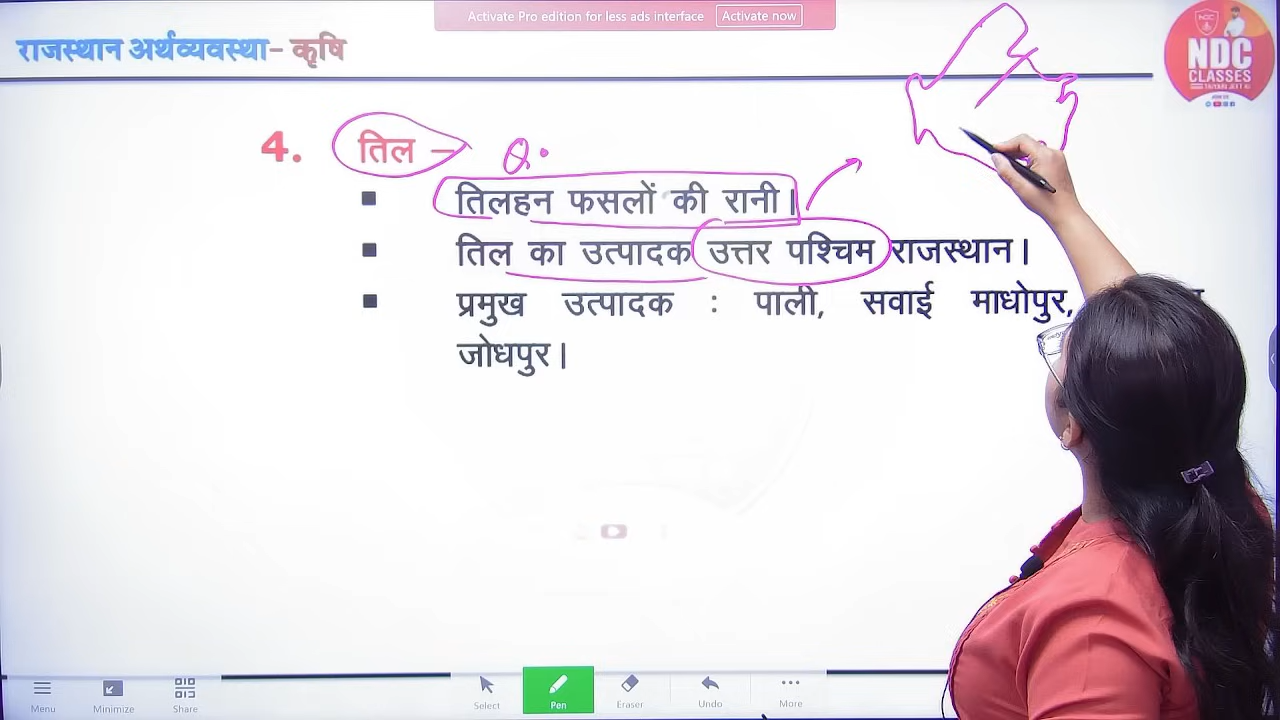 Activate Pro edition for less ads interface Activate now
राजस्थान अर्थव्यवस्था- कृषि
NDC
CLASSES
4. तिल –
Q.
■ तिलहन फसलों की रानी।
■ तिल का उत्पादक उत्तर पश्चिम राजस्थान।
■ प्रमुख उत्पादक : पाली, सवाई माधोपुर,
जोधपुर।
Menu Minimize Share Select Pen Eraser Undo More